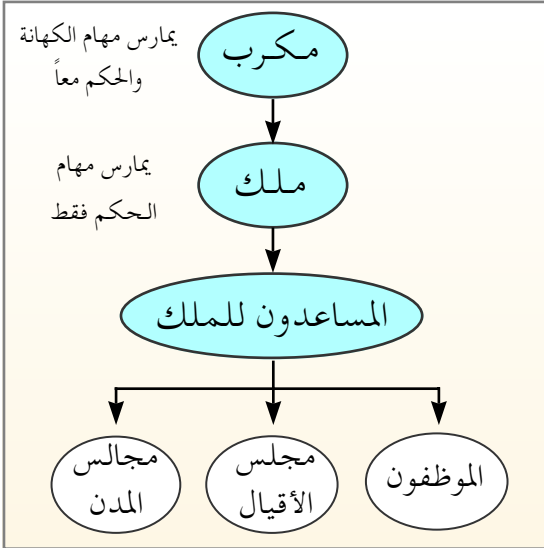 مكرب
يمارس مهام الكهانة
والحكم معاً
ملك
يمارس مهام
الحكم فقط
المساعدون للملك
الموظفون
مجلس
الأقيال
مجالس
المدن